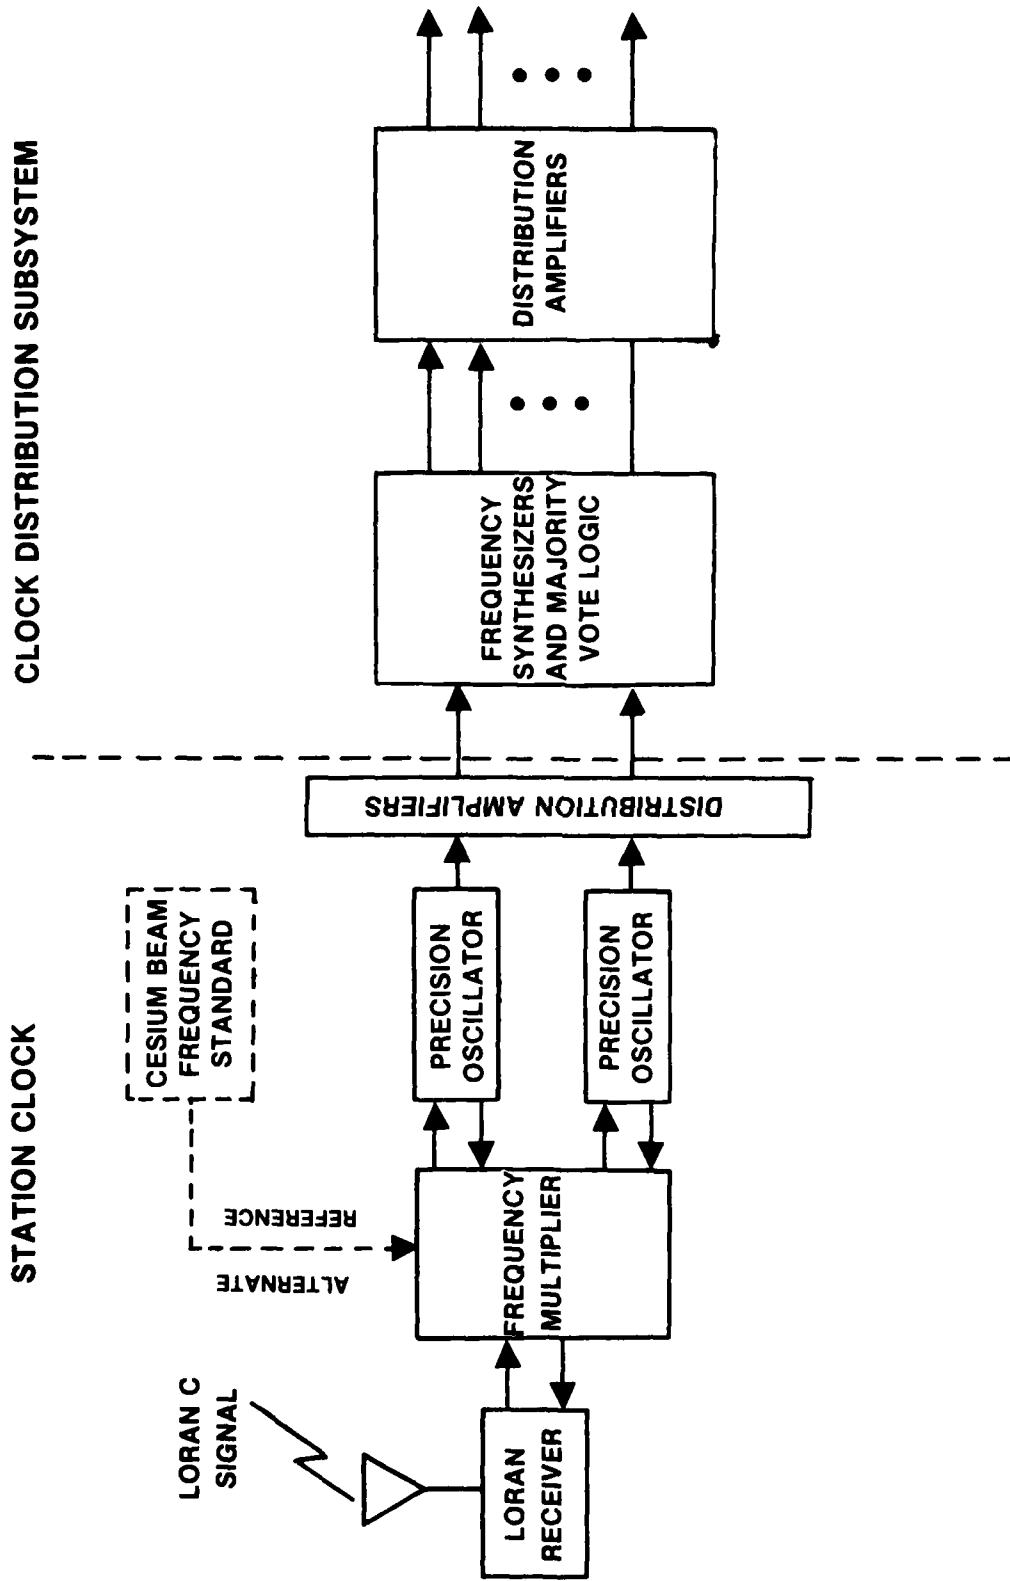 STATION CLOCK
CLOCK DISTRIBUTION SUBSYSTEM
LORAN C
SIGNAL
LORAN
RECEIVER
FREQUENCY
MULTIPLIER
ALTERNATE
REFERENCE
CESIUM BEAM
FREQUENCY
STANDARD
PRECISION
OSCILLATOR
PRECISION
OSCILLATOR
DISTRIBUTION AMPLIFIERS
FREQUENCY
SYNTHESIZERS
AND MAJORITY
VOTE LOGIC
DISTRIBUTION
AMPLIFIERS